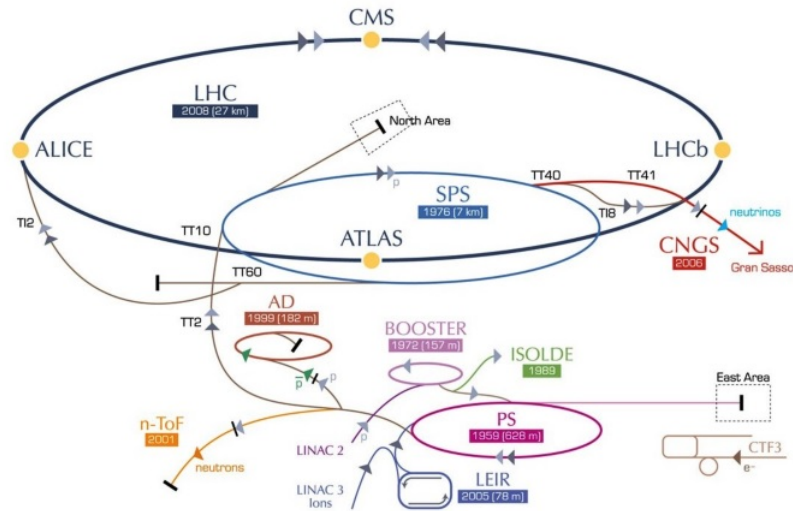 CMS
LHC
2008 (27 km)
North Area
ALICE
LHCb
TT40
TT41
p
SPS
1976 (7 km)
TI2
TT10
TI8
neutrinos
ATLAS
CNGS
2006
Gran Sasso
TT60
AD
1999 (182 m)
TT2
BOOSTER
1972 (157 m)
ISOLDE
1989
p̅
p
East Area
n-ToF
2001
p
PS
1959 (628 m)
LINAC 2
neutrons
CTF3
e-
LEIR
2005 (78 m)
LINAC 3
Ions